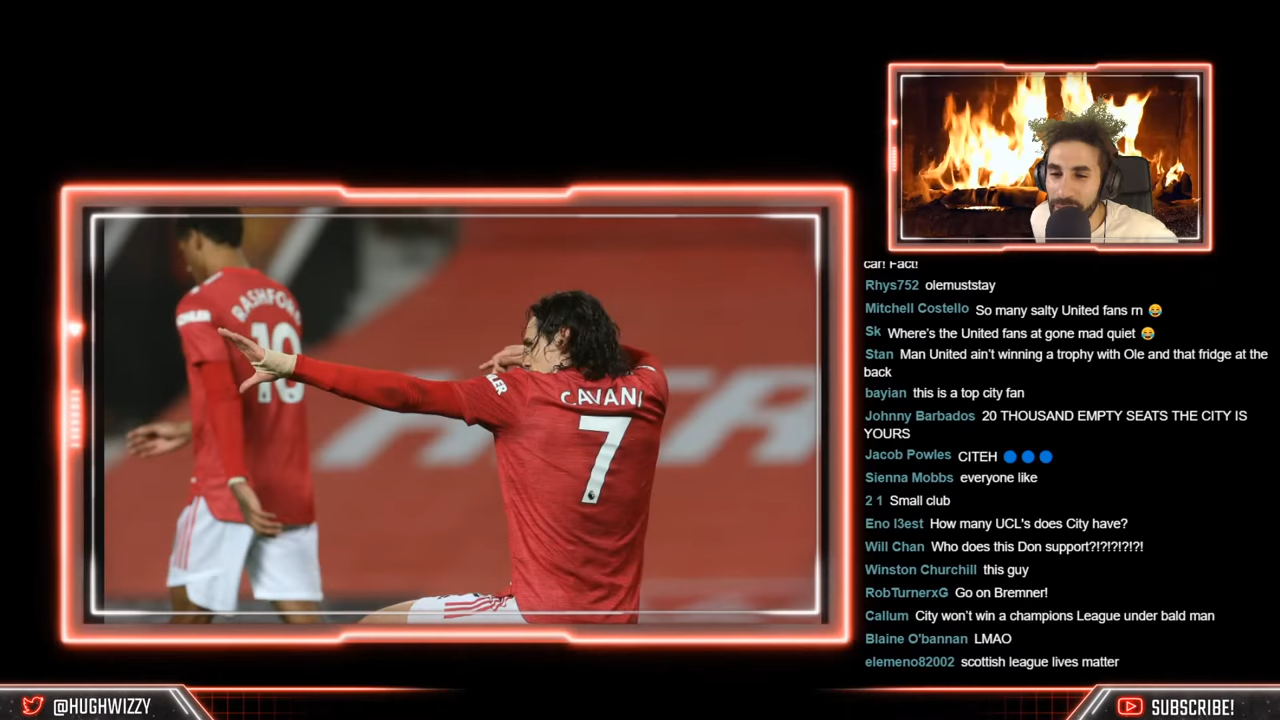 RASHFORD
10
CAVANI
7
car! Fact!
Rhys752 olemuststay
Mitchell Costello So many salty United fans rn 😂
Sk Where's the United fans at gone mad quiet 😂
Stan Man United ain't winning a trophy with Ole and that fridge at the
back
bayian this is a top city fan
Johnny Barbados 20 THOUSAND EMPTY SEATS THE CITY IS
YOURS
Jacob Powles CITEH 🔵 🔵 🔵
Sienna Mobbs everyone like
2 1 Small club
Eno l3est How many UCL's does City have?
Will Chan Who does this Don support?!?!?!?!?!
Winston Churchill this guy
RobTurnerxG Go on Bremner!
Callum City won't win a champions League under bald man
Blaine O'bannan LMAO
elemeno82002 scottish league lives matter
@HUGHWIZZY
SUBSCRIBE!